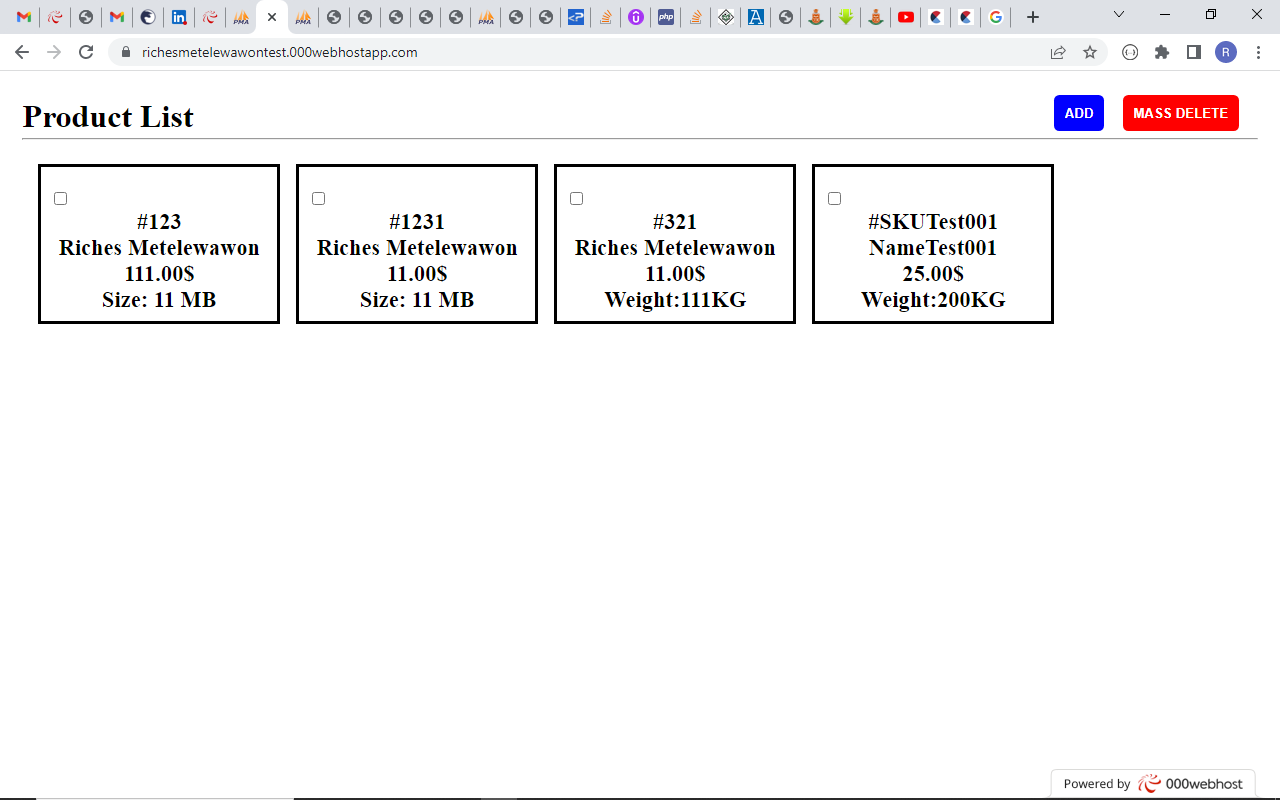 richesmetelewawontest.000webhostapp.com
R
Product List
ADD
MASS DELETE
#123
Riches Metelewawon
111.00$
Size: 11 MB
#1231
Riches Metelewawon
11.00$
Size: 11 MB
#321
Riches Metelewawon
11.00$
Weight:111KG
#SKUTest001
NameTest001
25.00$
Weight:200KG
Powered by 000webhost